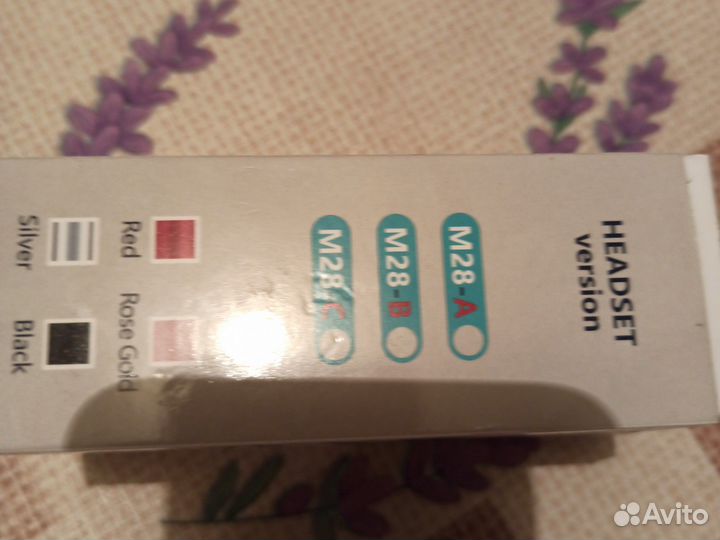 HEADSET
version
M28-A
M28-B
M28-C
Red Rose Gold
Silver Black
Avito